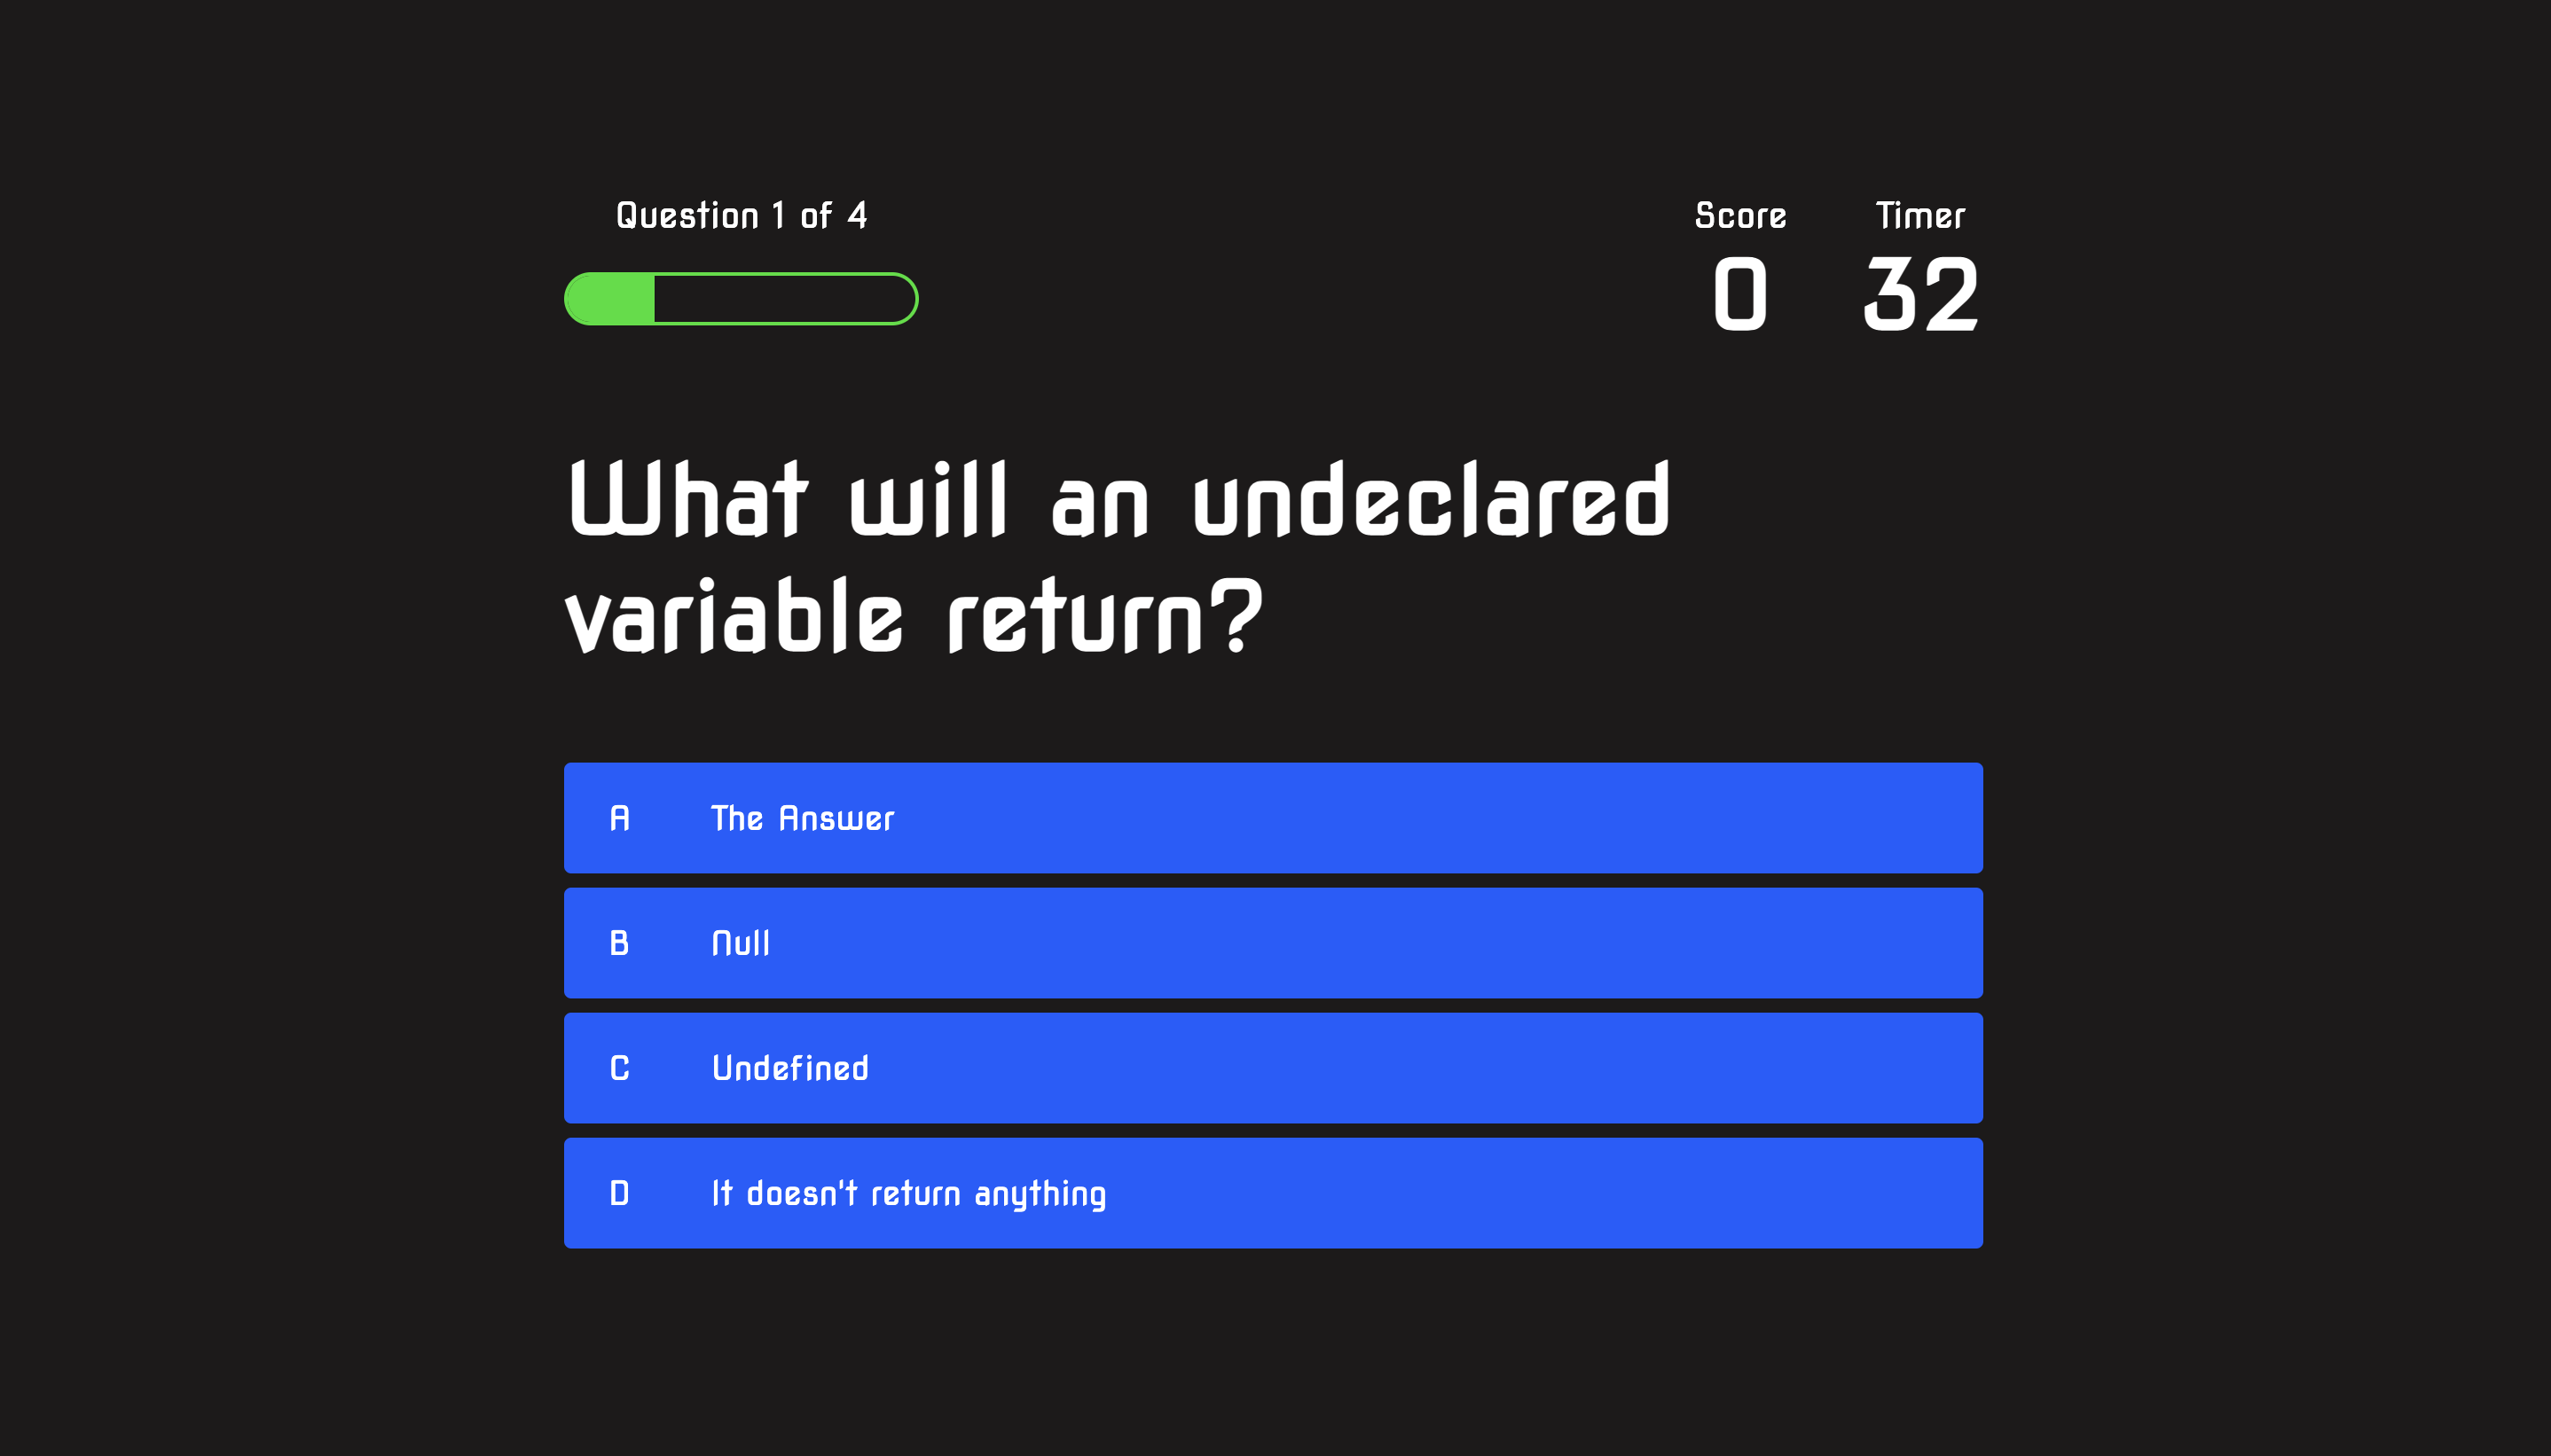 Question 1 of 4
Score
Timer
0
32
What will an undeclared
variable return?
A The Answer
B Null
C Undefined
D It doesn't return anything